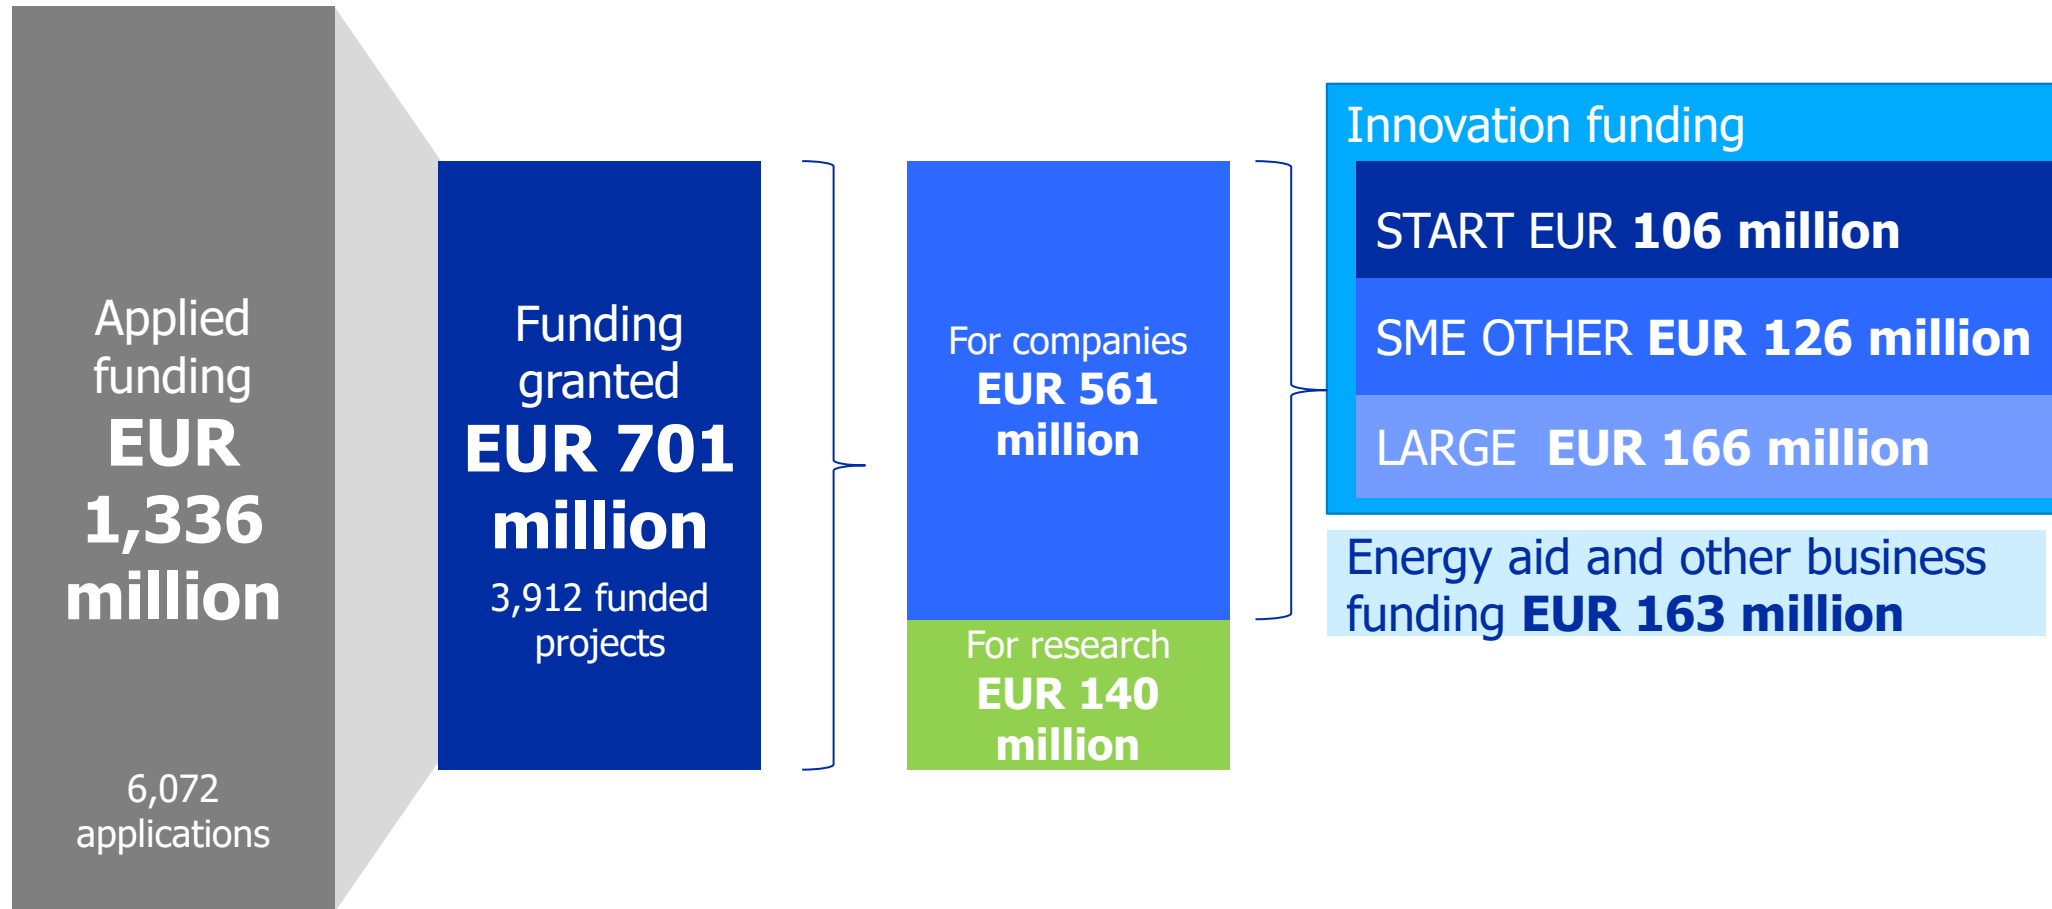 Applied
funding
EUR
1,336
million
6,072
applications
Funding
granted
EUR 701
million
3,912 funded
projects
For companies
EUR 561
million
For research
EUR 140
million
Innovation funding
START EUR 106 million
SME OTHER EUR 126 million
LARGE EUR 166 million
Energy aid and other business
funding EUR 163 million